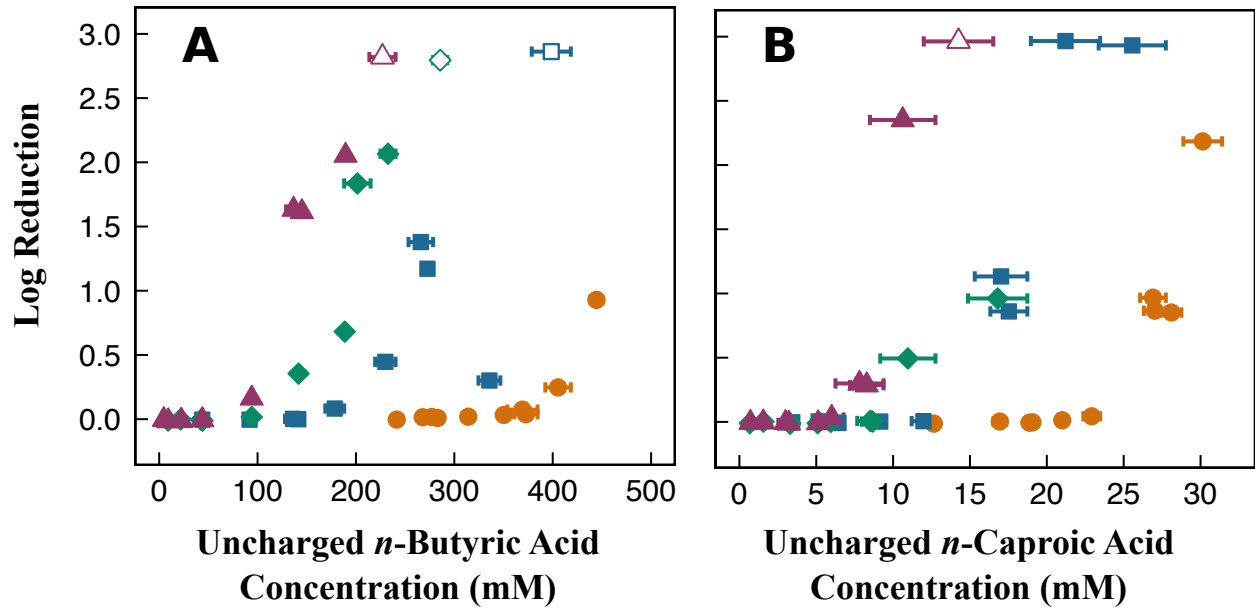 A
B
Log Reduction
3.0
2.5
2.0
1.5
1.0
0.5
0.0
0 100 200 300 400 500
0 5 10 15 20 25 30
Uncharged n-Butyric Acid
Concentration (mM)
Uncharged n-Caproic Acid
Concentration (mM)